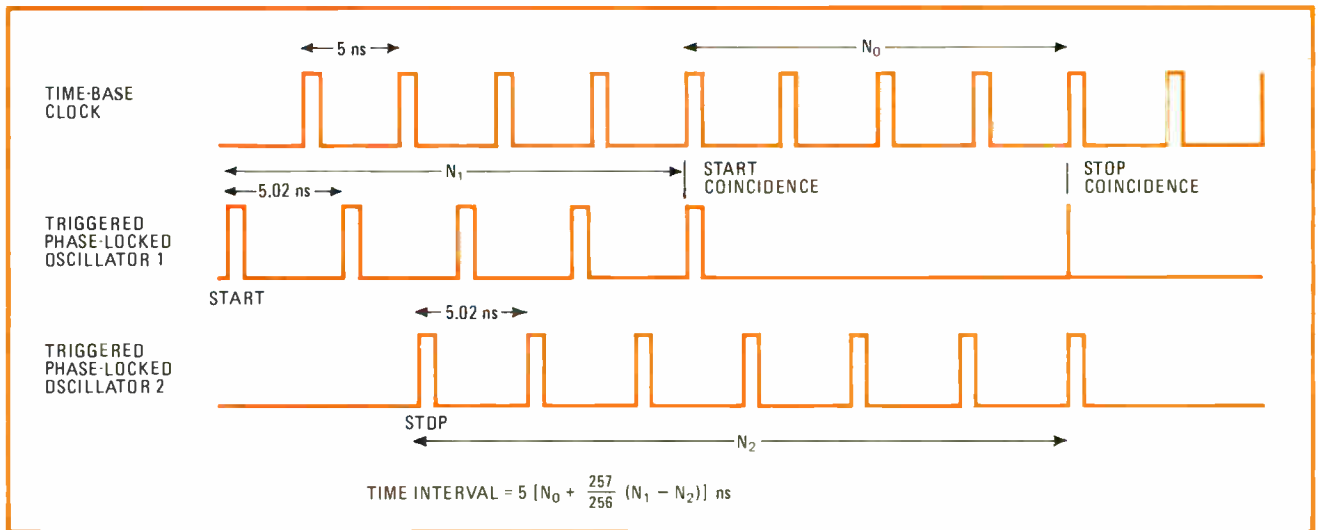 5 ns
N₀
TIME-BASE
CLOCK
N₁
START
COINCIDENCE
STOP
COINCIDENCE
5.02 ns
TRIGGERED
PHASE-LOCKED
OSCILLATOR 1
START
5.02 ns
TRIGGERED
PHASE-LOCKED
OSCILLATOR 2
STOP
N₂
TIME INTERVAL = 5 [N₀ + 257/256 (N₁ − N₂)] ns